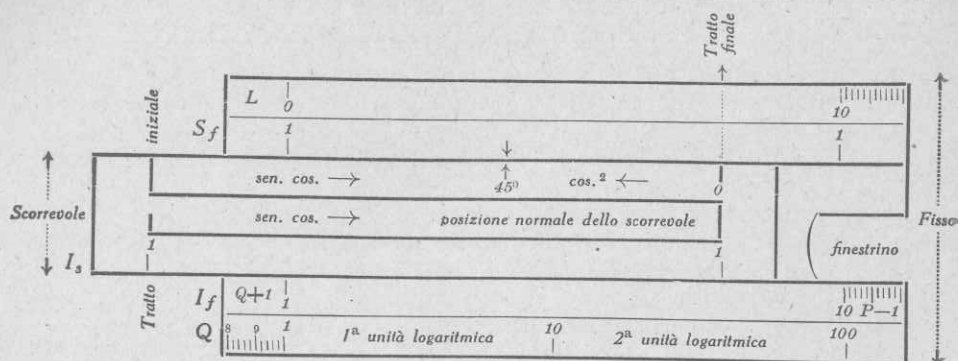 Tratto
finale
L 0 10
iniziale
S_f 1 1
sen. cos. → 45° cos.² ← 0
Scorrevole
sen. cos. → posizione normale dello scorrevole
Fisso
finestrino
I_s 1 1
Tratto
I_f Q+1 1 10 P—1
Q 8 9 1 1ª unità logaritmica 10 2ª unità logaritmica 100